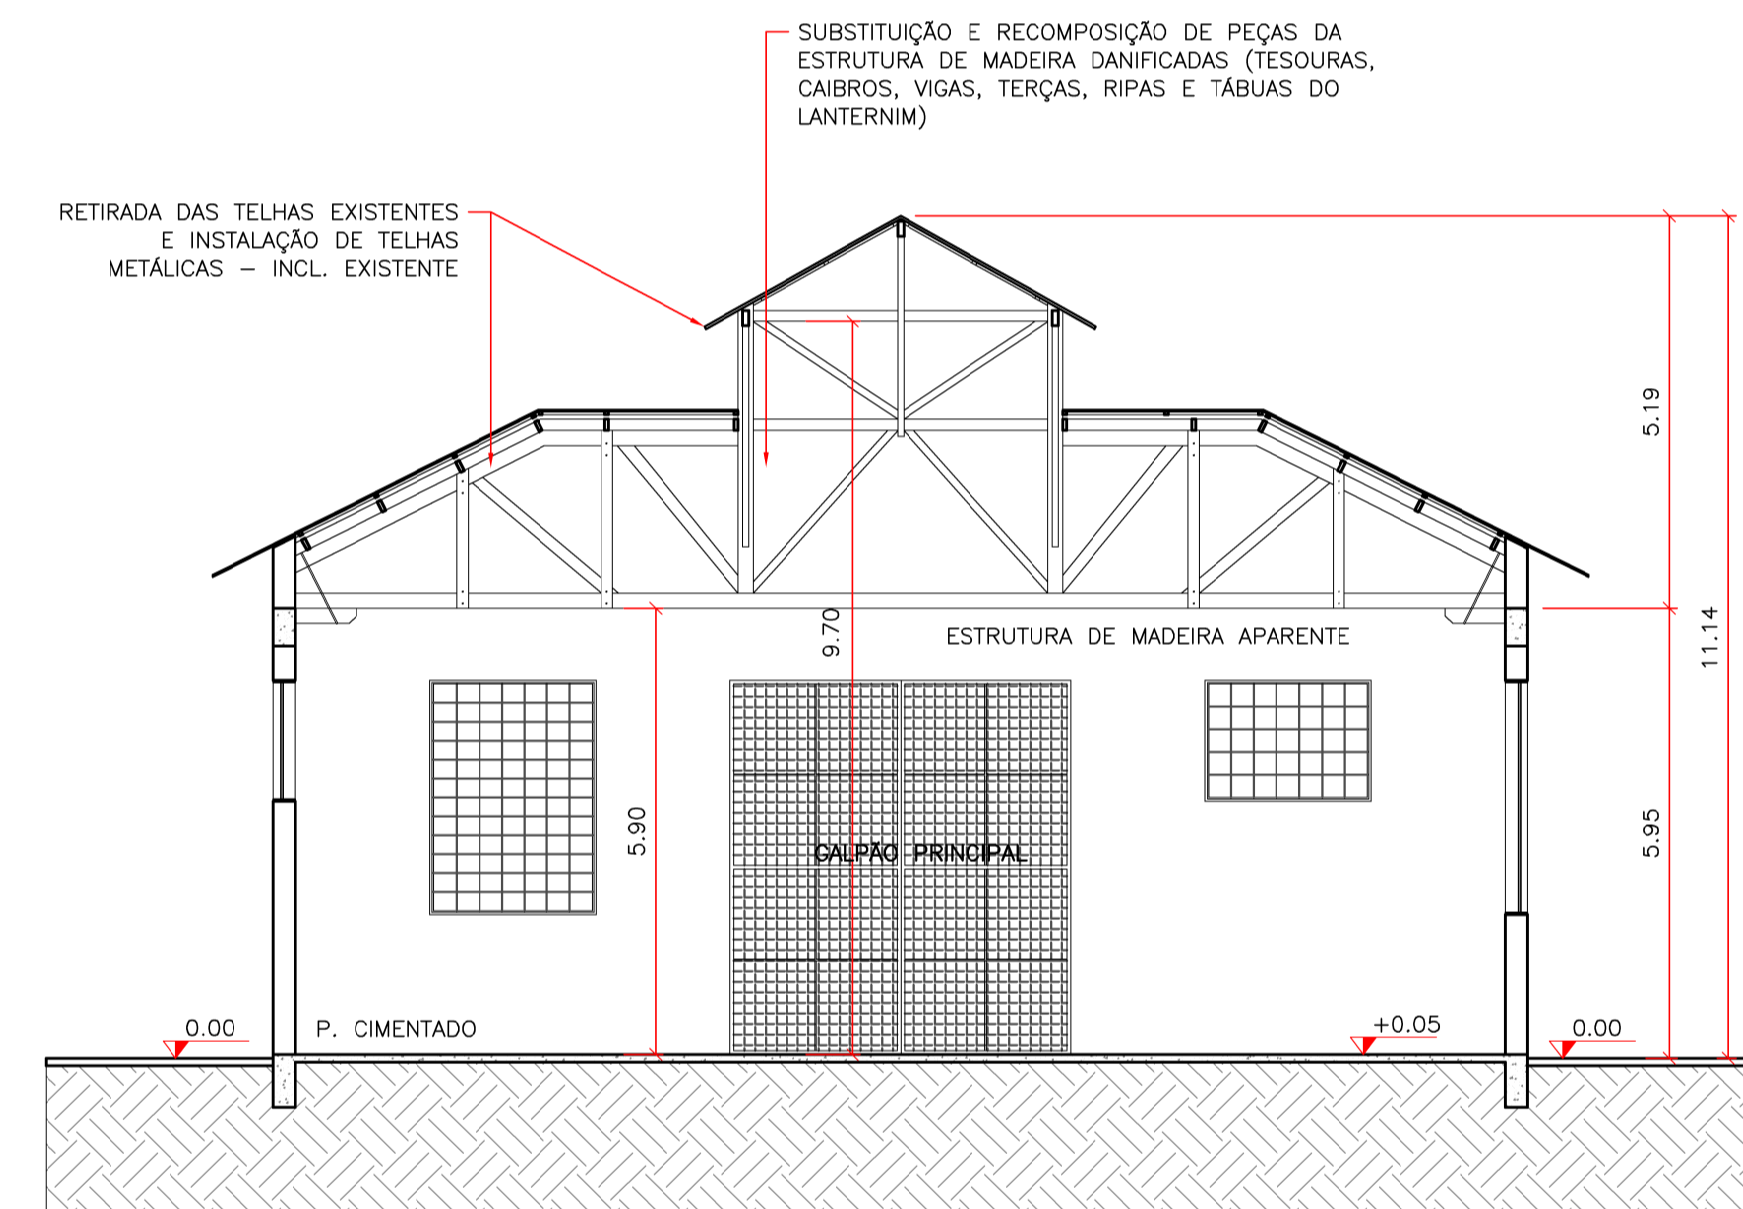 SUBSTITUIÇÃO E RECOMPOSIÇÃO DE PEÇAS DA
ESTRUTURA DE MADEIRA DANIFICADAS (TESOURAS,
CAIBROS, VIGAS, TERÇAS, RIPAS E TÁBUAS DO
LANTERNIM)
RETIRADA DAS TELHAS EXISTENTES
E INSTALAÇÃO DE TELHAS
METÁLICAS – INCL. EXISTENTE
5.19
11.14
9.70
ESTRUTURA DE MADEIRA APARENTE
5.90
5.95
GALPÃO PRINCIPAL
0.00
P. CIMENTADO
+0.05
0.00